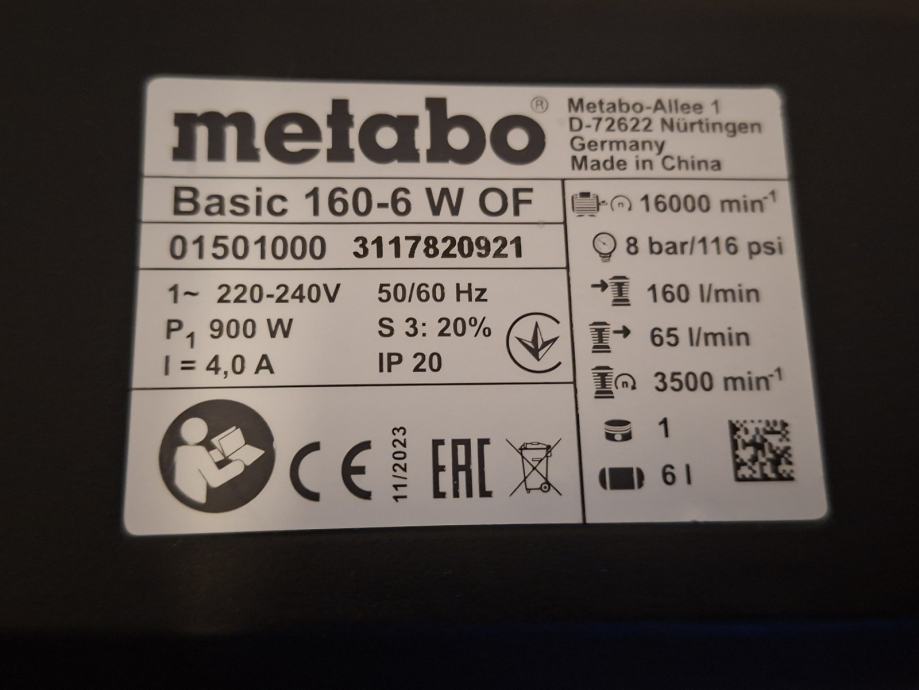 metabo®
Metabo-Allee 1
D-72622 Nürtingen
Germany
Made in China
Basic 160-6 W OF
01501000 3117820921
1~ 220-240V 50/60 Hz
P1 900 W S 3: 20%
I = 4,0 A IP 20
CE 11/2023 EAC
n 16000 min-1
8 bar/116 psi
160 l/min
65 l/min
n 3500 min-1
1
6 l